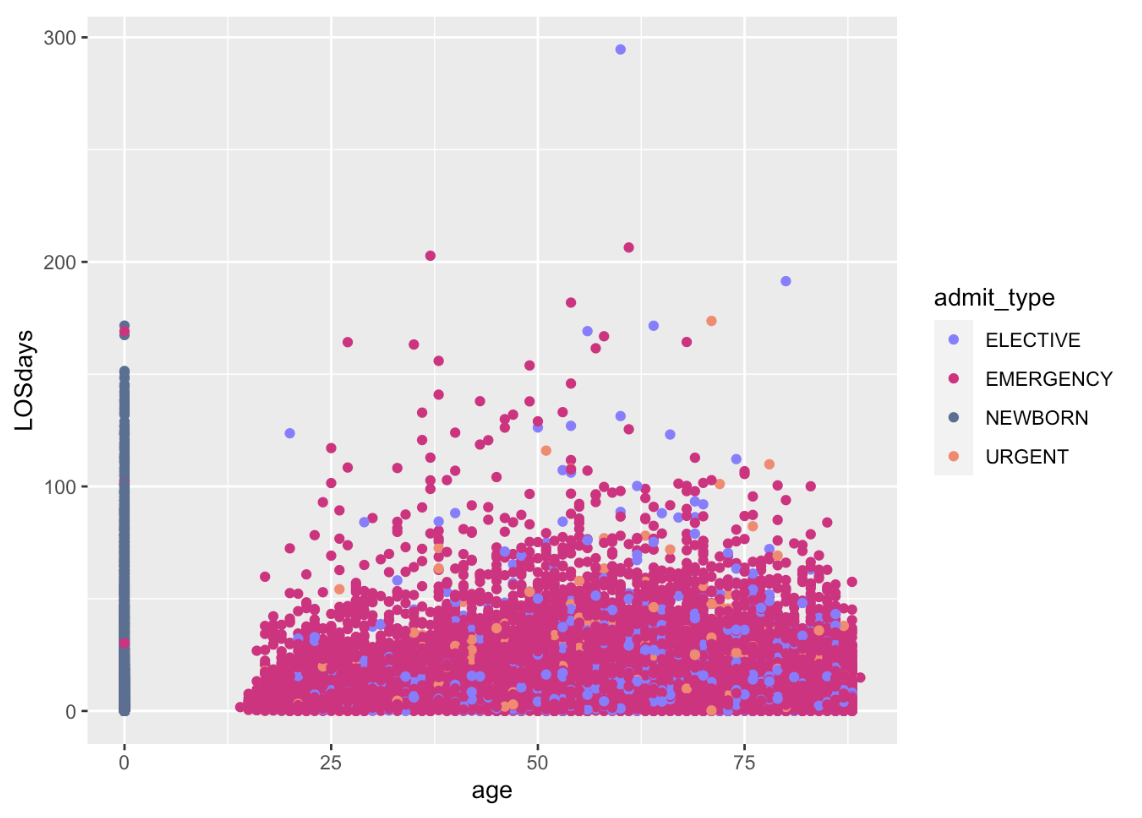 300
200
100
0
LOSdays
0 25 50 75
age
admit_type
ELECTIVE
EMERGENCY
NEWBORN
URGENT